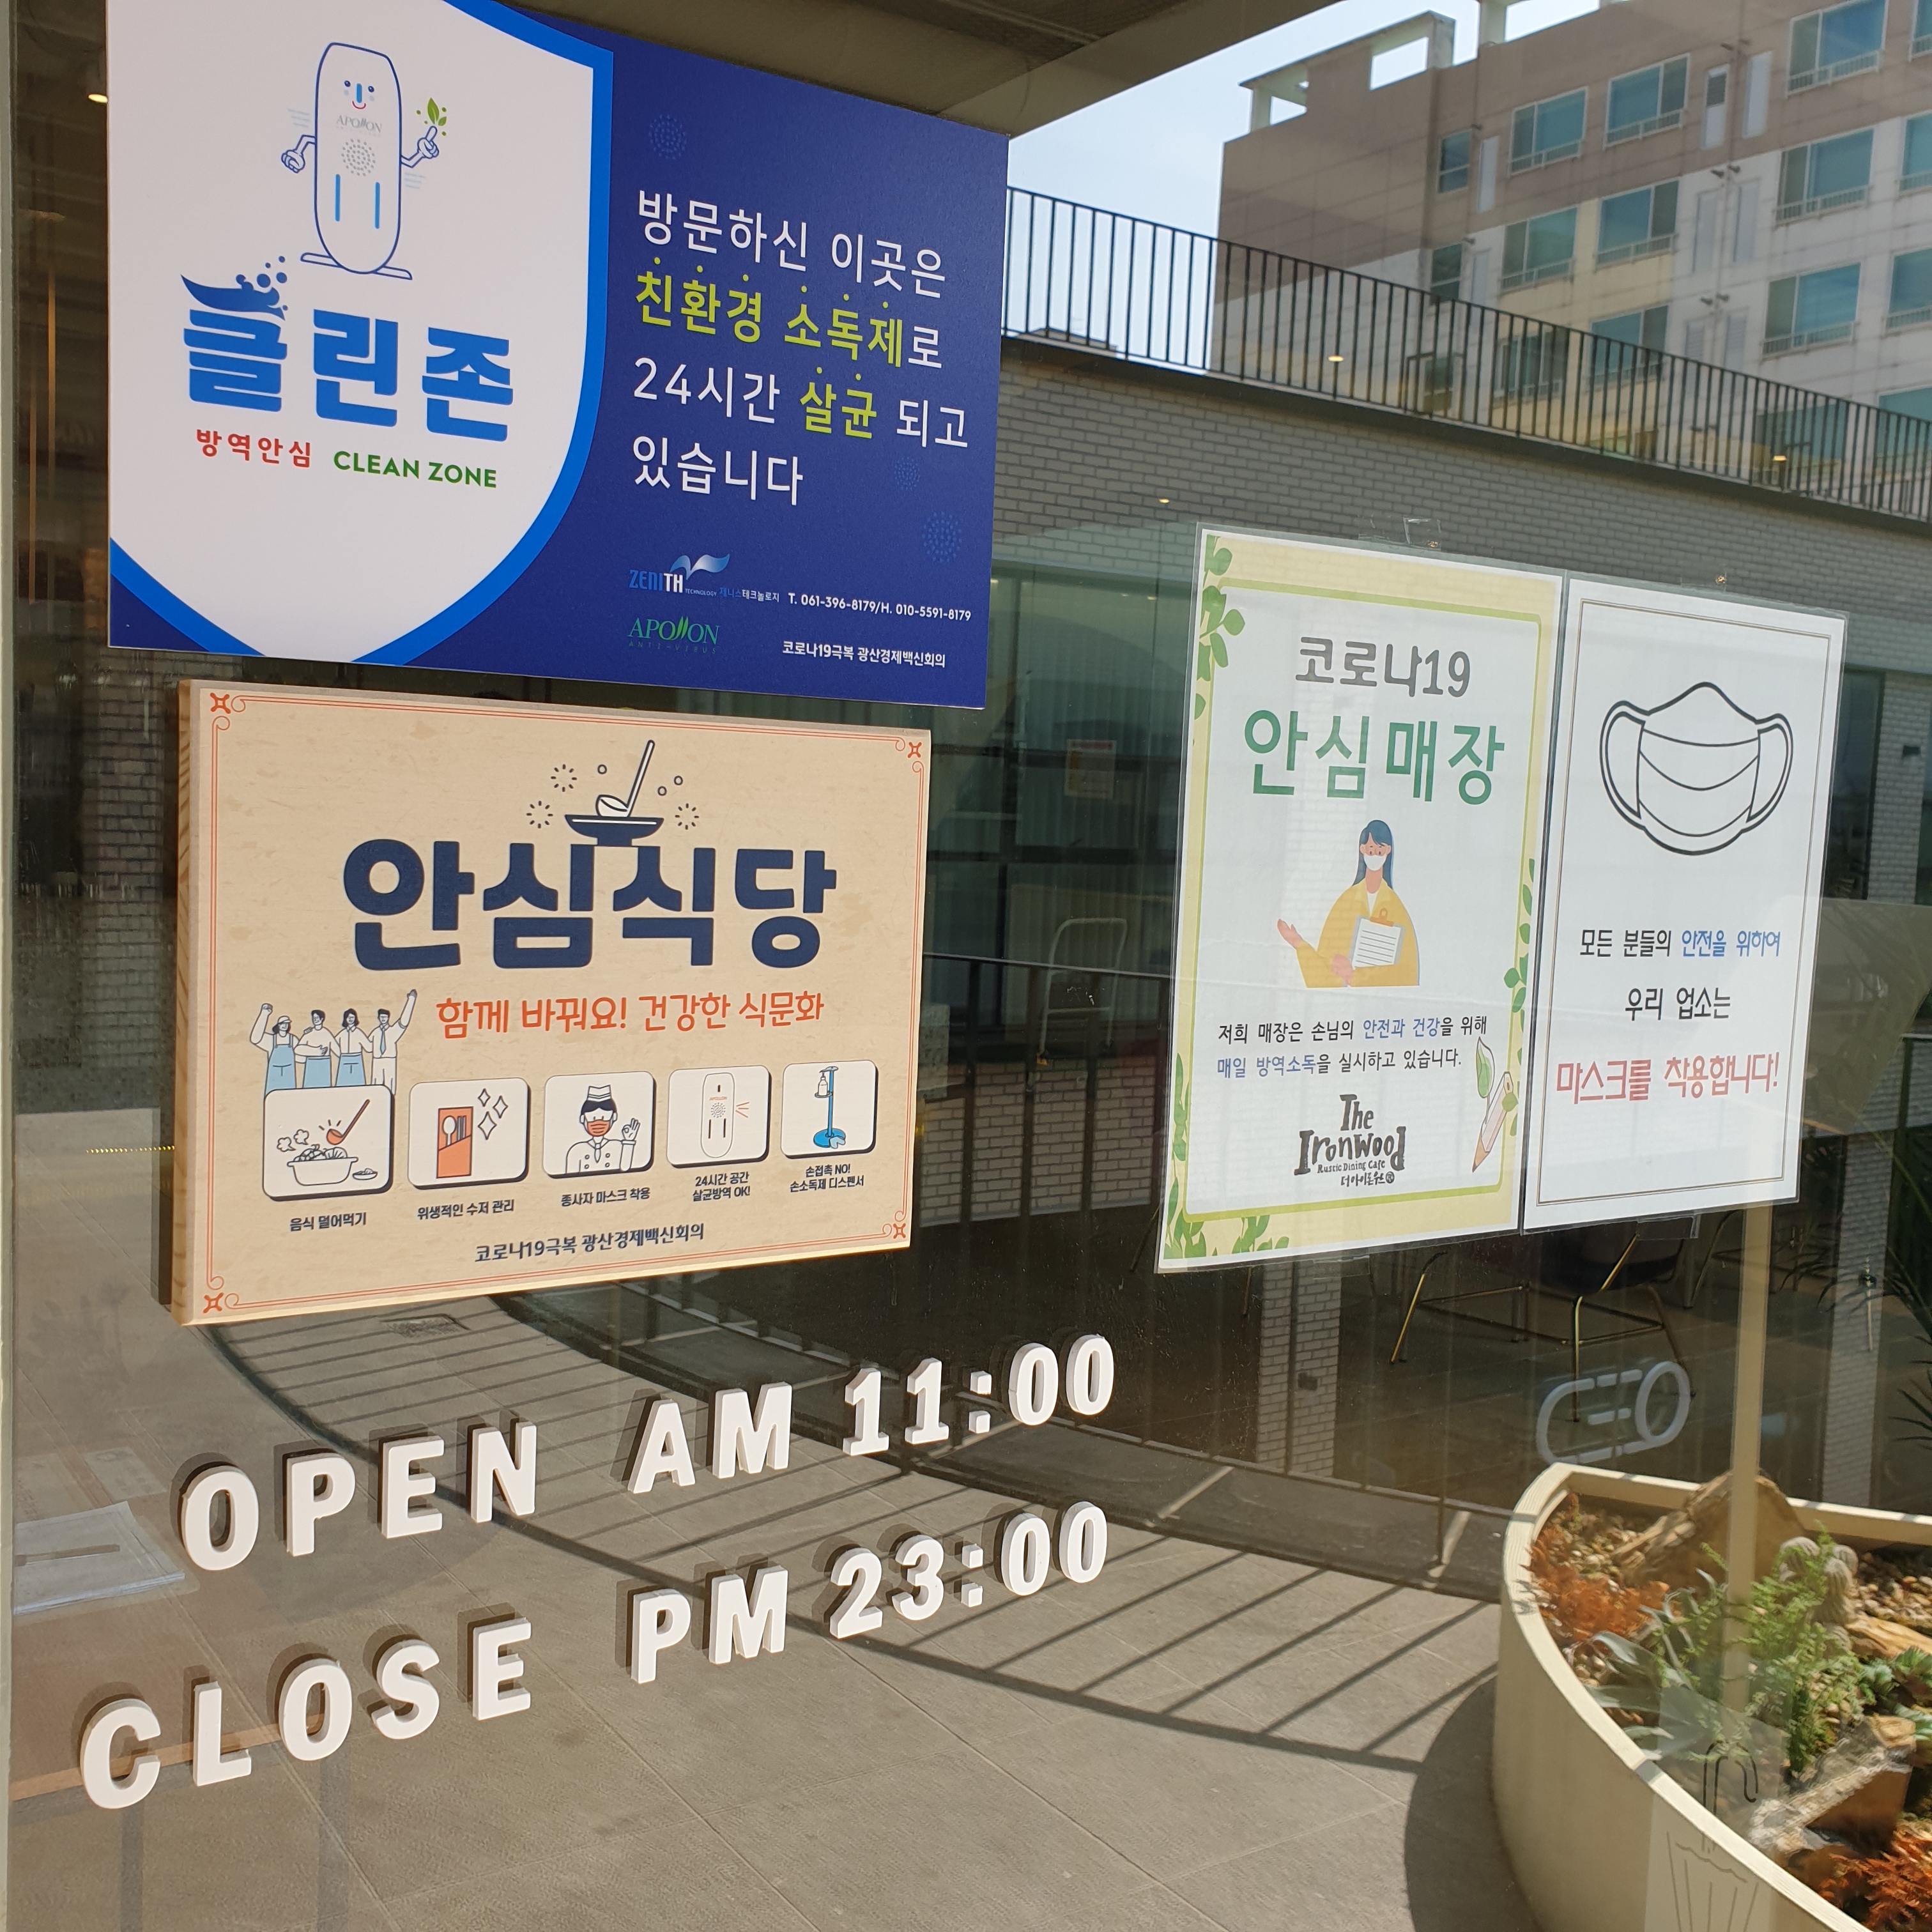 APOLLON
클린존
방역안심 CLEAN ZONE
방문하신 이곳은
친환경 소독제로
24시간 살균 되고
있습니다
ZENITH
TECHNOLOGY 제니스테크놀로지 T. 061-396-8179/H. 010-5591-8179
APOLLON
ANTI-VIRUS
코로나19극복 광산경제백신회의
안심식당
함께 바꿔요! 건강한 식문화
음식 덜어먹기
위생적인 수저 관리
종사자 마스크 착용
24시간 공간
살균방역 OK!
손접촉 NO!
손소독제 디스펜서
코로나19극복 광산경제백신회의
코로나19
안심매장
저희 매장은 손님의 안전과 건강을 위해
매일 방역소독을 실시하고 있습니다.
The
Ironwood
Rustic Dining Cafe
더아이언우드
모든 분들의 안전을 위하여
우리 업소는
마스크를 착용합니다!
OPEN AM 11:00
CLOSE PM 23:00
CEO